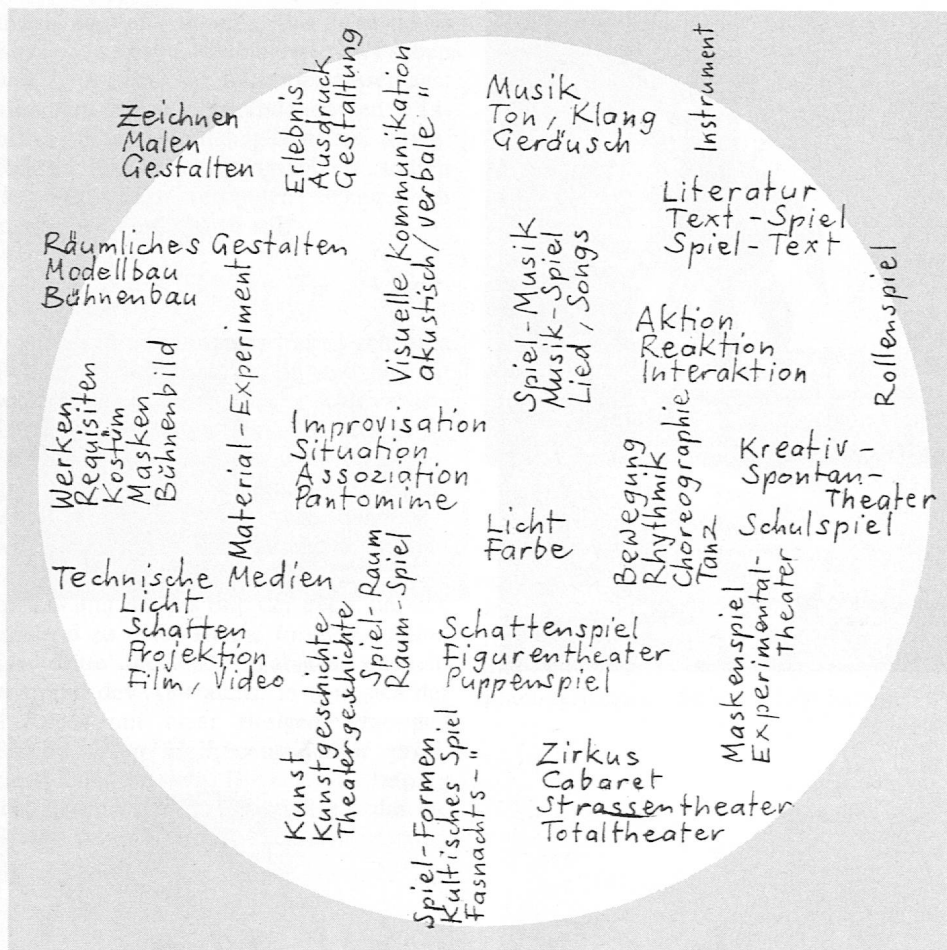 Zeichnen
Malen
Gestalten
Erlebnis
Ausdruck
Gestaltung
Visuelle Kommunikation
akustisch/verbale "
Musik
Ton, Klang
Geräusch
Instrument
Literatur
Text-Spiel
Spiel-Text
Räumliches Gestalten
Modellbau
Bühnenbau
Spiel-Musik
Musik-Spiel
Lied, Songs
Rollenspiel
Aktion
Reaktion
Interaktion
Werken
Requisiten
Kostüm
Masken
Bühnenbild
Material-Experiment
Improvisation
Situation
Assoziation
Pantomime
Licht
Farbe
Bewegung
Rhythmik
Choreographie
Tanz
Kreativ-
Spontan-
Theater
Schulspiel
Technische Medien
Licht
Schatten
Projektion
Film, Video
Spiel-Raum
Raum-Spiel
Schattenspiel
Figurentheater
Puppenspiel
Maskenspiel
Experimental-
Theater
Kunst
Kunstgeschichte
Theatergeschichte
Spiel-Formen
Kultisches Spiel
Fasnachts-"
Zirkus
Cabaret
Strassentheater
Totaltheater